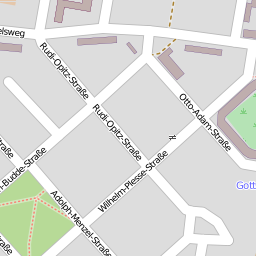 elsweg
Rudi-Opitz-Straße
Rudi-Opitz-Straße
Otto-Adam-Straße
Wilhelm-Plesse-Straße
-Budde-Straße
Adolph-Menzel-Straße
Gott